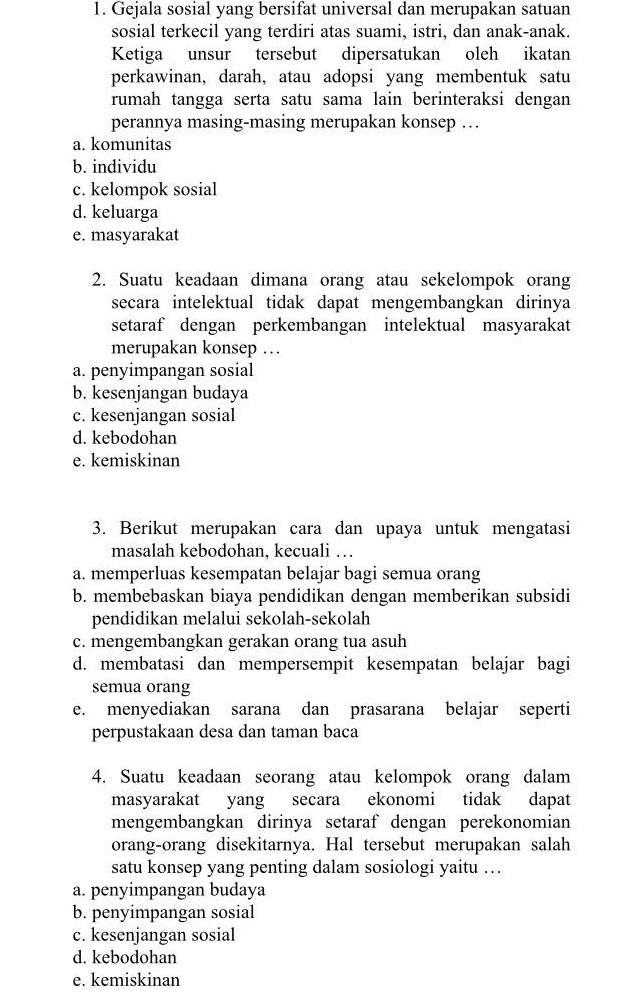 1. Gejala sosial yang bersifat universal dan merupakan satuan
sosial terkecil yang terdiri atas suami, istri, dan anak-anak.
Ketiga unsur tersebut dipersatukan oleh ikatan
perkawinan, darah, atau adopsi yang membentuk satu
rumah tangga serta satu sama lain berinteraksi dengan
perannya masing-masing merupakan konsep …
a. komunitas
b. individu
c. kelompok sosial
d. keluarga
e. masyarakat
2. Suatu keadaan dimana orang atau sekelompok orang
secara intelektual tidak dapat mengembangkan dirinya
setaraf dengan perkembangan intelektual masyarakat
merupakan konsep …
a. penyimpangan sosial
b. kesenjangan budaya
c. kesenjangan sosial
d. kebodohan
e. kemiskinan
3. Berikut merupakan cara dan upaya untuk mengatasi
masalah kebodohan, kecuali …
a. memperluas kesempatan belajar bagi semua orang
b. membebaskan biaya pendidikan dengan memberikan subsidi
pendidikan melalui sekolah-sekolah
c. mengembangkan gerakan orang tua asuh
d. membatasi dan mempersempit kesempatan belajar bagi
semua orang
e. menyediakan sarana dan prasarana belajar seperti
perpustakaan desa dan taman baca
4. Suatu keadaan seorang atau kelompok orang dalam
masyarakat yang secara ekonomi tidak dapat
mengembangkan dirinya setaraf dengan perekonomian
orang-orang disekitarnya. Hal tersebut merupakan salah
satu konsep yang penting dalam sosiologi yaitu …
a. penyimpangan budaya
b. penyimpangan sosial
c. kesenjangan sosial
d. kebodohan
e. kemiskinan